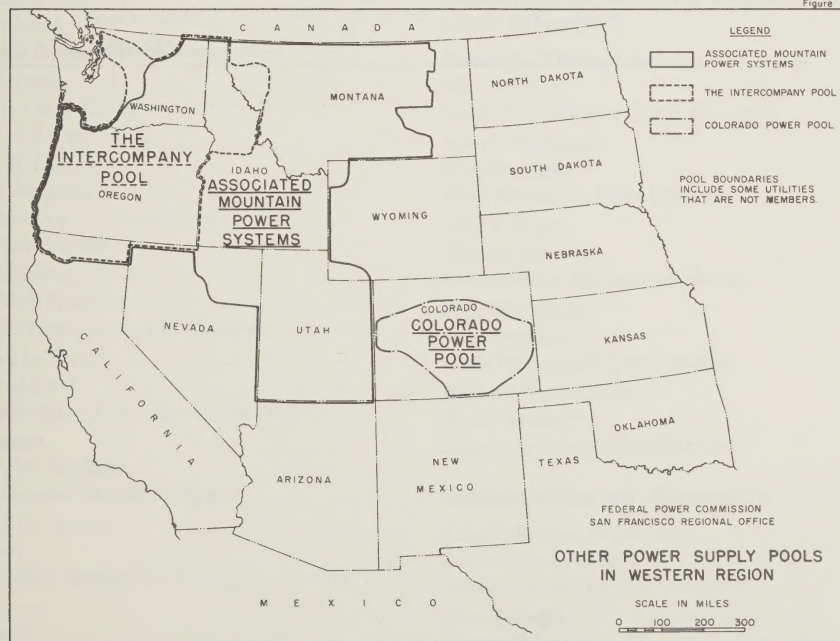 Figure
CANADA
LEGEND
ASSOCIATED MOUNTAIN
POWER SYSTEMS
THE INTERCOMPANY POOL
COLORADO POWER POOL
POOL BOUNDARIES
INCLUDE SOME UTILITIES
THAT ARE NOT MEMBERS.
WASHINGTON
MONTANA
NORTH DAKOTA
THE
INTERCOMPANY
POOL
OREGON
IDAHO
ASSOCIATED
MOUNTAIN
POWER
SYSTEMS
SOUTH DAKOTA
WYOMING
NEBRASKA
NEVADA
UTAH
COLORADO
COLORADO
POWER
POOL
KANSAS
CALIFORNIA
ARIZONA
NEW
MEXICO
TEXAS
OKLAHOMA
FEDERAL POWER COMMISSION
SAN FRANCISCO REGIONAL OFFICE
OTHER POWER SUPPLY POOLS
IN WESTERN REGION
MEXICO
SCALE IN MILES
0 100 200 300